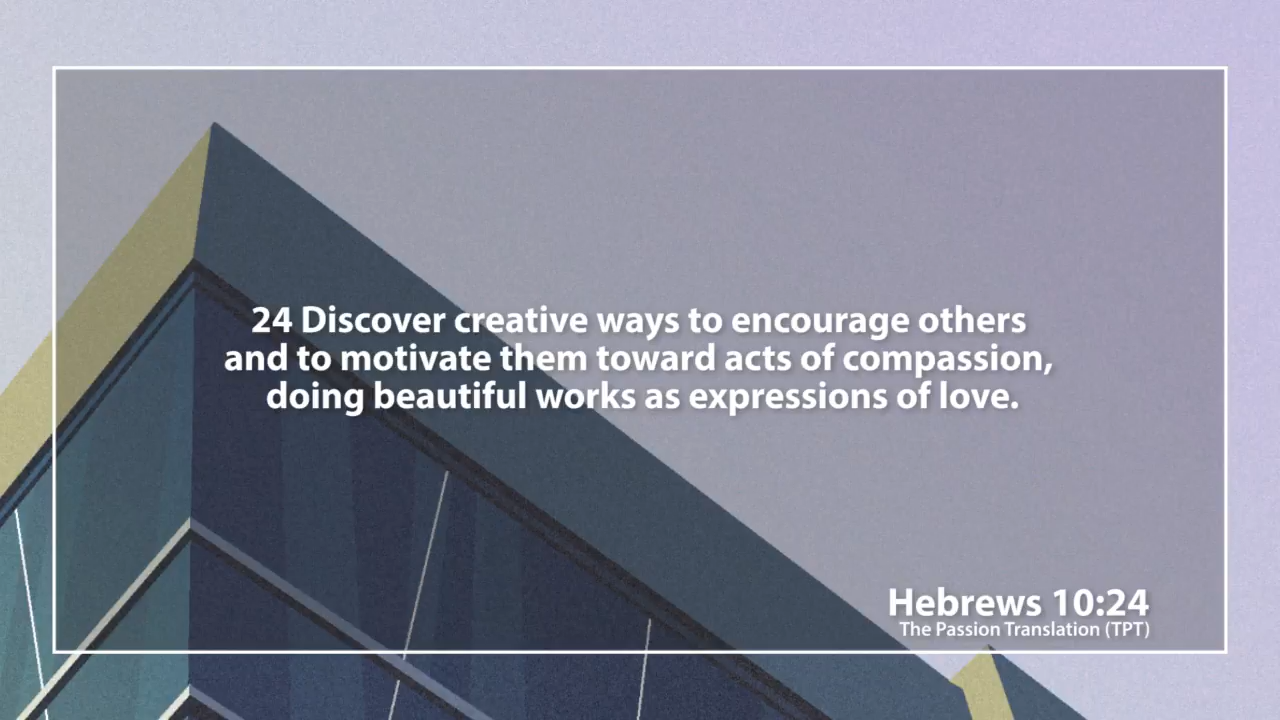 24 Discover creative ways to encourage others
and to motivate them toward acts of compassion,
doing beautiful works as expressions of love.
Hebrews 10:24
The Passion Translation (TPT)